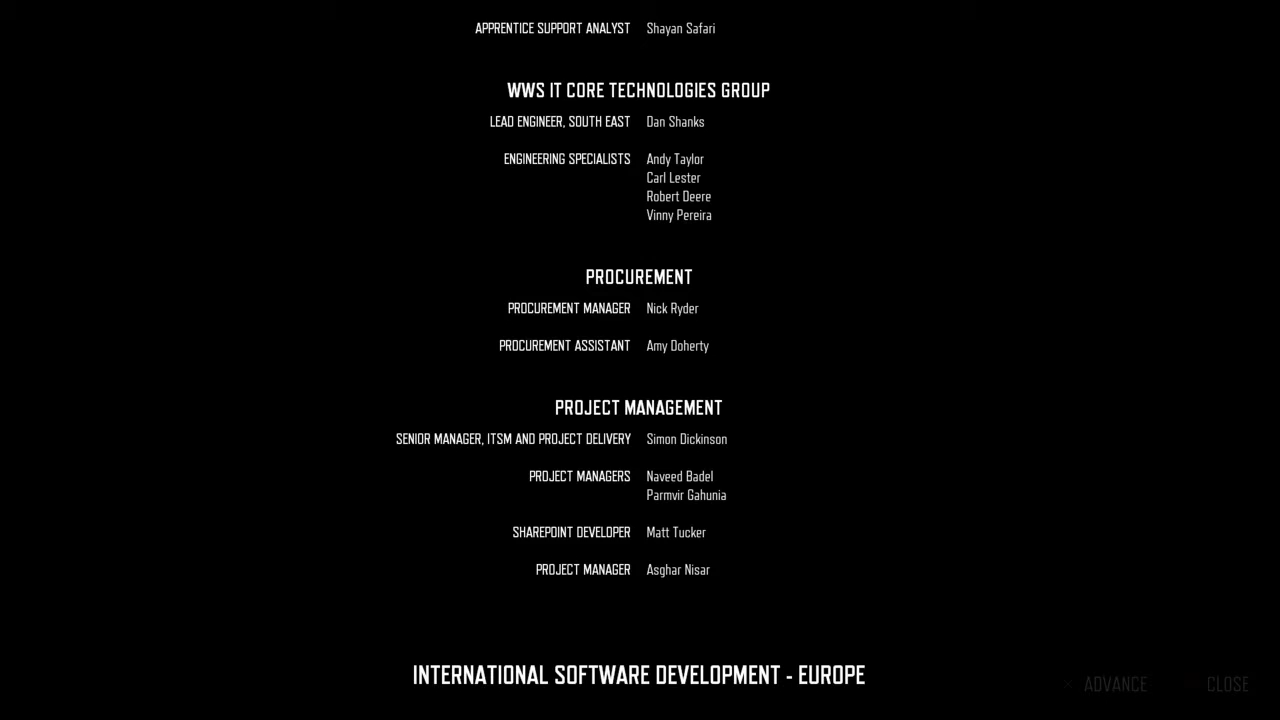 APPRENTICE SUPPORT ANALYST Shayan Safari
WWS IT CORE TECHNOLOGIES GROUP
LEAD ENGINEER, SOUTH EAST Dan Shanks
ENGINEERING SPECIALISTS Andy Taylor
Carl Lester
Robert Deere
Vinny Pereira
PROCUREMENT
PROCUREMENT MANAGER Nick Ryder
PROCUREMENT ASSISTANT Amy Doherty
PROJECT MANAGEMENT
SENIOR MANAGER, ITSM AND PROJECT DELIVERY Simon Dickinson
PROJECT MANAGERS Naveed Badel
Parmvir Gahunia
SHAREPOINT DEVELOPER Matt Tucker
PROJECT MANAGER Asghar Nisar
INTERNATIONAL SOFTWARE DEVELOPMENT - EUROPE
ADVANCE CLOSE